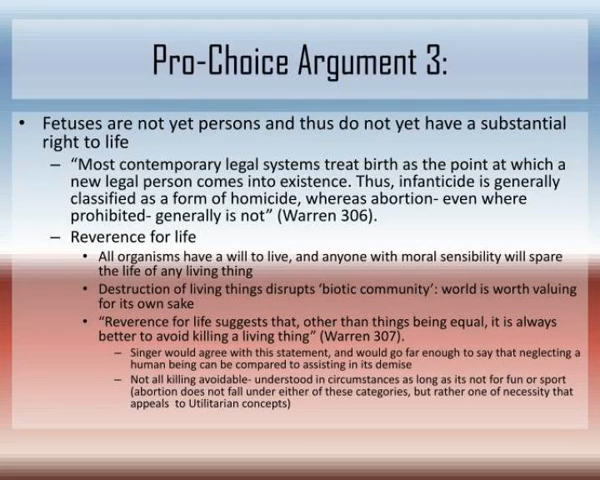 Pro-Choice Argument 3:
• Fetuses are not yet persons and thus do not yet have a substantial
right to life
– “Most contemporary legal systems treat birth as the point at which a
new legal person comes into existence. Thus, infanticide is generally
classified as a form of homicide, whereas abortion- even where
prohibited- generally is not” (Warren 306).
– Reverence for life
• All organisms have a will to live, and anyone with moral sensibility will spare
the life of any living thing
• Destruction of living things disrupts ‘biotic community’: world is worth valuing
for its own sake
• “Reverence for life suggests that, other than things being equal, it is always
better to avoid killing a living thing” (Warren 307).
– Singer would agree with this statement, and would go far enough to say that neglecting a
human being can be compared to assisting in its demise
– Not all killing avoidable- understood in circumstances as long as its not for fun or sport
(abortion does not fall under either of these categories, but rather one of necessity that
appeals to Utilitarian concepts)